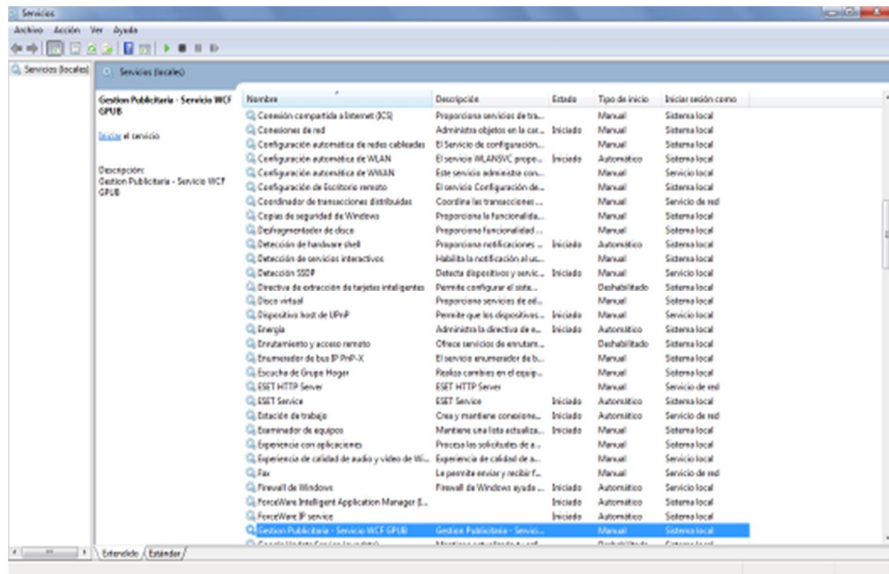 Servicios
Archivo Acción Ver Ayuda
Servicios (locales)
Servicios (locales)
Gestion Publicitaria - Servicio WCF GPUB
Iniciar el servicio
Descripción:
Gestion Publicitaria - Servicio WCF GPUB
Nombre Descripción Estado Tipo de inicio Iniciar sesión como
Conexión compartida a Internet (ICS) Proporciona servicios de tra... Manual Sistema local
Conexiones de red Administra objetos en la car... Iniciado Manual Sistema local
Configuración automática de redes cableadas El Servicio de configuración... Manual Sistema local
Configuración automática de WLAN El servicio WLANSVC prope... Iniciado Automático Sistema local
Configuración automática de WWAN Este servicio administra con... Manual Servicio local
Configuración de Escritorio remoto El servicio Configuración de... Manual Sistema local
Coordinador de transacciones distribuidas Coordina las transacciones ... Manual Servicio de red
Copias de seguridad de Windows Proporciona la funcionalida... Manual Sistema local
Desfragmentador de disco Proporciona funcionalidad ... Manual Sistema local
Detección de hardware shell Proporciona notificaciones ... Iniciado Automático Sistema local
Detección de servicios interactivos Habilita la notificación al us... Manual Sistema local
Detección SSDP Detecta dispositivos y servic... Iniciado Manual Servicio local
Directiva de extracción de tarjetas inteligentes Permite configurar el siste... Deshabilitado Sistema local
Disco virtual Proporciona servicios de ad... Manual Sistema local
Dispositivo host de UPnP Permite que los dispositivos... Iniciado Manual Servicio local
Energía Administra la directiva de e... Iniciado Automático Sistema local
Enrutamiento y acceso remoto Ofrece servicios de enrutam... Deshabilitado Sistema local
Enumerador de bus IP PnP-X El servicio enumerador de b... Manual Sistema local
Escucha de Grupo Hogar Realiza cambios en el equip... Manual Sistema local
ESET HTTP Server ESET HTTP Server Manual Servicio de red
ESET Service ESET Service Iniciado Automático Sistema local
Estación de trabajo Crea y mantiene conexione... Iniciado Automático Servicio de red
Examinador de equipos Mantiene una lista actualiza... Iniciado Manual Sistema local
Experiencia con aplicaciones Procesa las solicitudes de a... Manual Sistema local
Experiencia de calidad de audio y vídeo de Wi... Experiencia de calidad de a... Manual Servicio local
Fax Le permite enviar y recibir f... Manual Servicio de red
Firewall de Windows Firewall de Windows ayuda ... Iniciado Automático Servicio local
ForceWare Intelligent Application Manager (I... Iniciado Automático Sistema local
ForceWare IP service Iniciado Automático Sistema local
Gestion Publicitaria - Servicio WCF GPUB Gestion Publicitaria - Servici... Manual Sistema local
Extendido Estándar